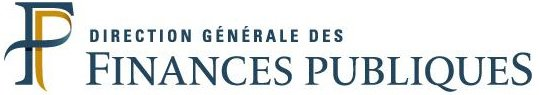 DIRECTION GÉNÉRALE DES
FINANCES PUBLIQUES